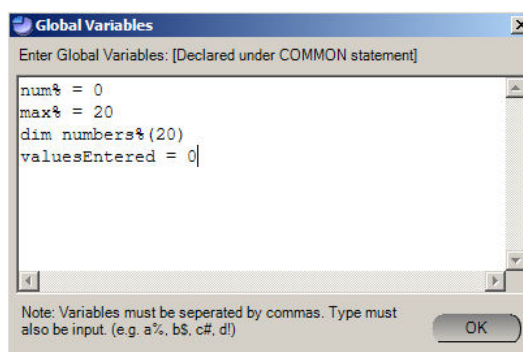 Global Variables
Enter Global Variables: [Declared under COMMON statement]
num% = 0
max% = 20
dim numbers%(20)
valuesEntered = 0
Note: Variables must be seperated by commas. Type must
also be input. (e.g. a%, b$, c#, d!)
OK